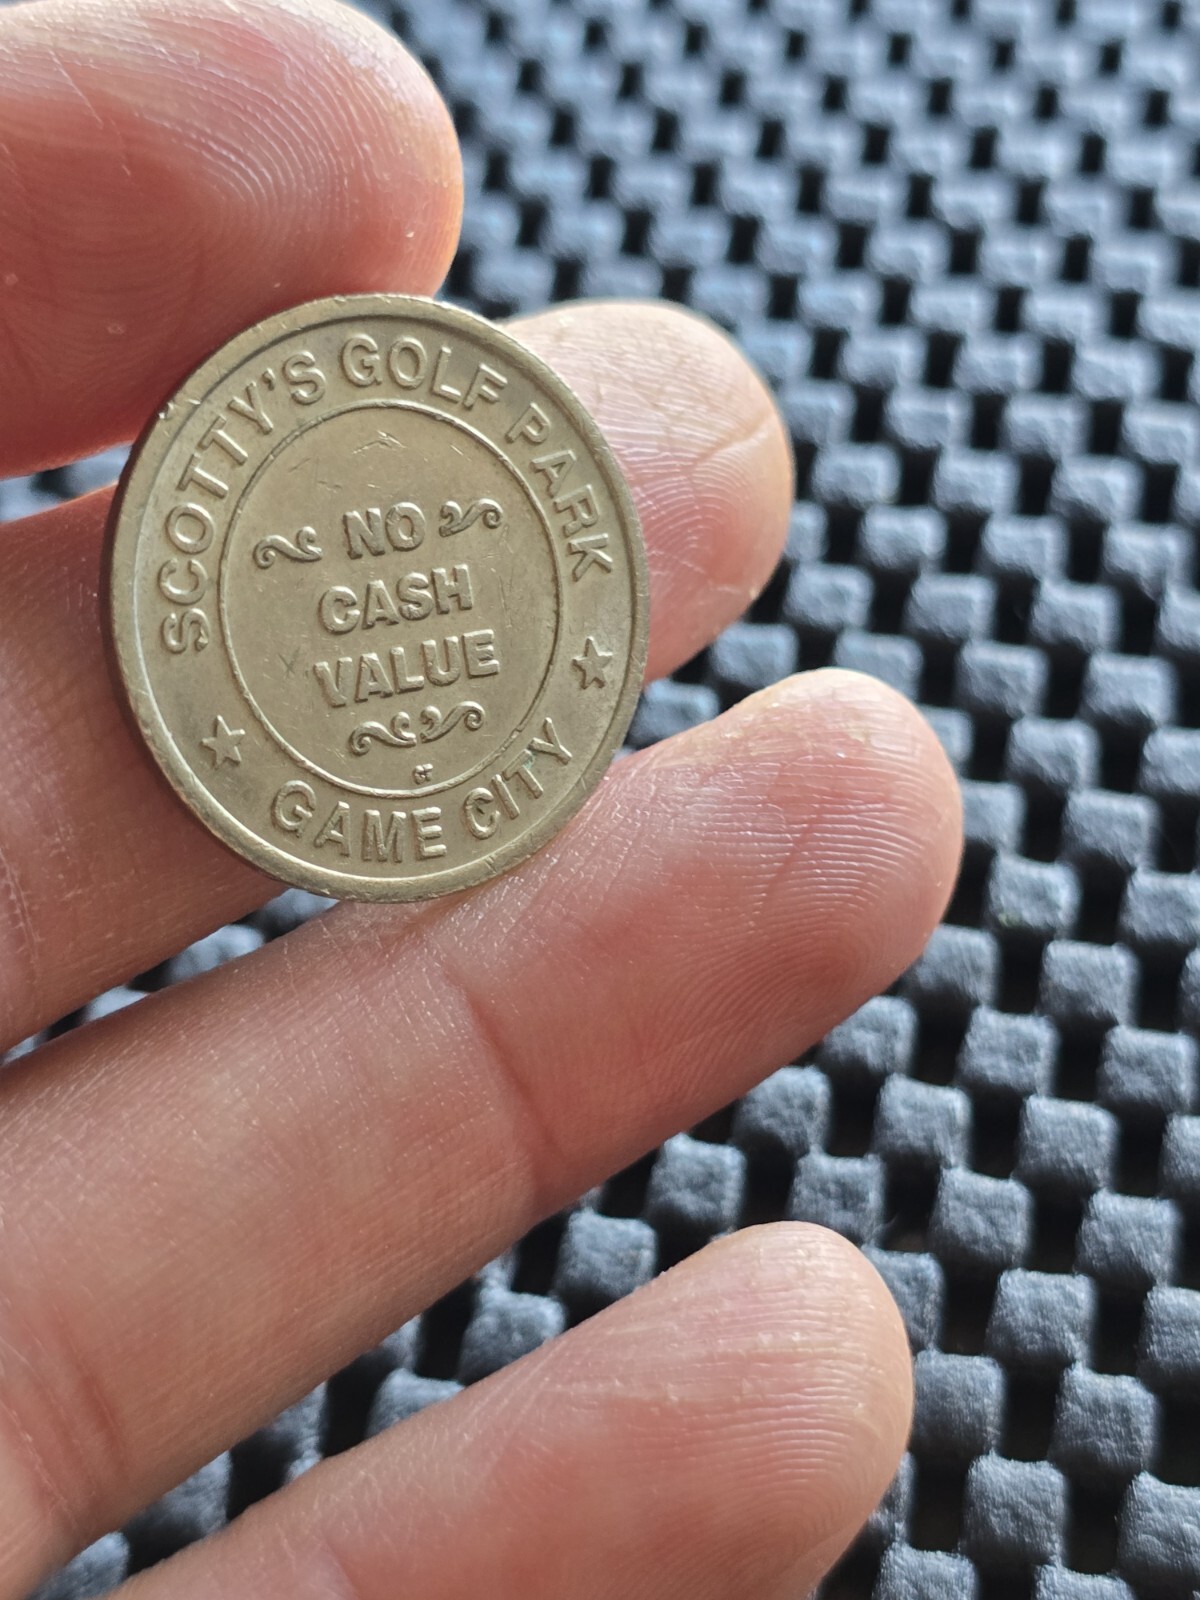 SCOTTY'S GOLF PARK
NO
CASH
VALUE
GAME CITY